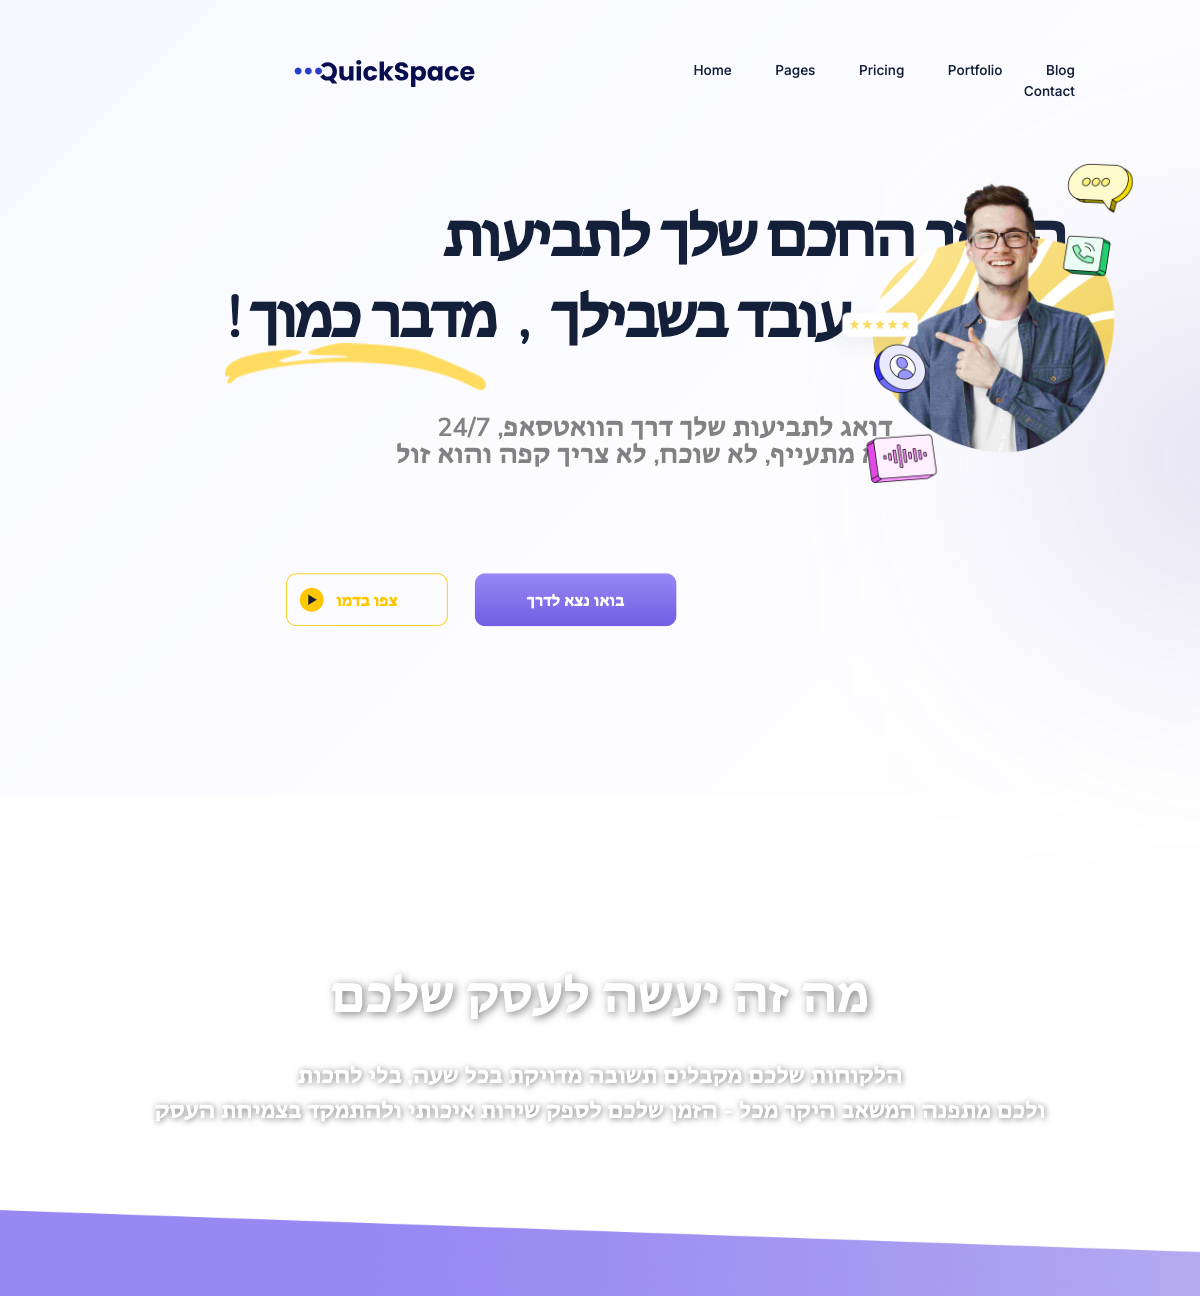 QuickSpace
Home Pages Pricing Portfolio Blog
Contact
החכם שלך לתביעות
עובד בשבילך , מדבר כמוך!
דואג לתביעות שלך דרך הוואטסאפ, 24/7
מתעייף, לא שוכח, לא צריך קפה והוא זול
בואו נצא לדרך
צפו בדמו
מה זה יעשה לעסק שלכם
הלקוחות שלכם מקבלים תשובה מדויקת בכל שעה, בלי לחכות
ולכם מתפנה המשאב היקר מכל - הזמן שלכם לספק שירות איכותי ולהתמקד בצמיחת העסק